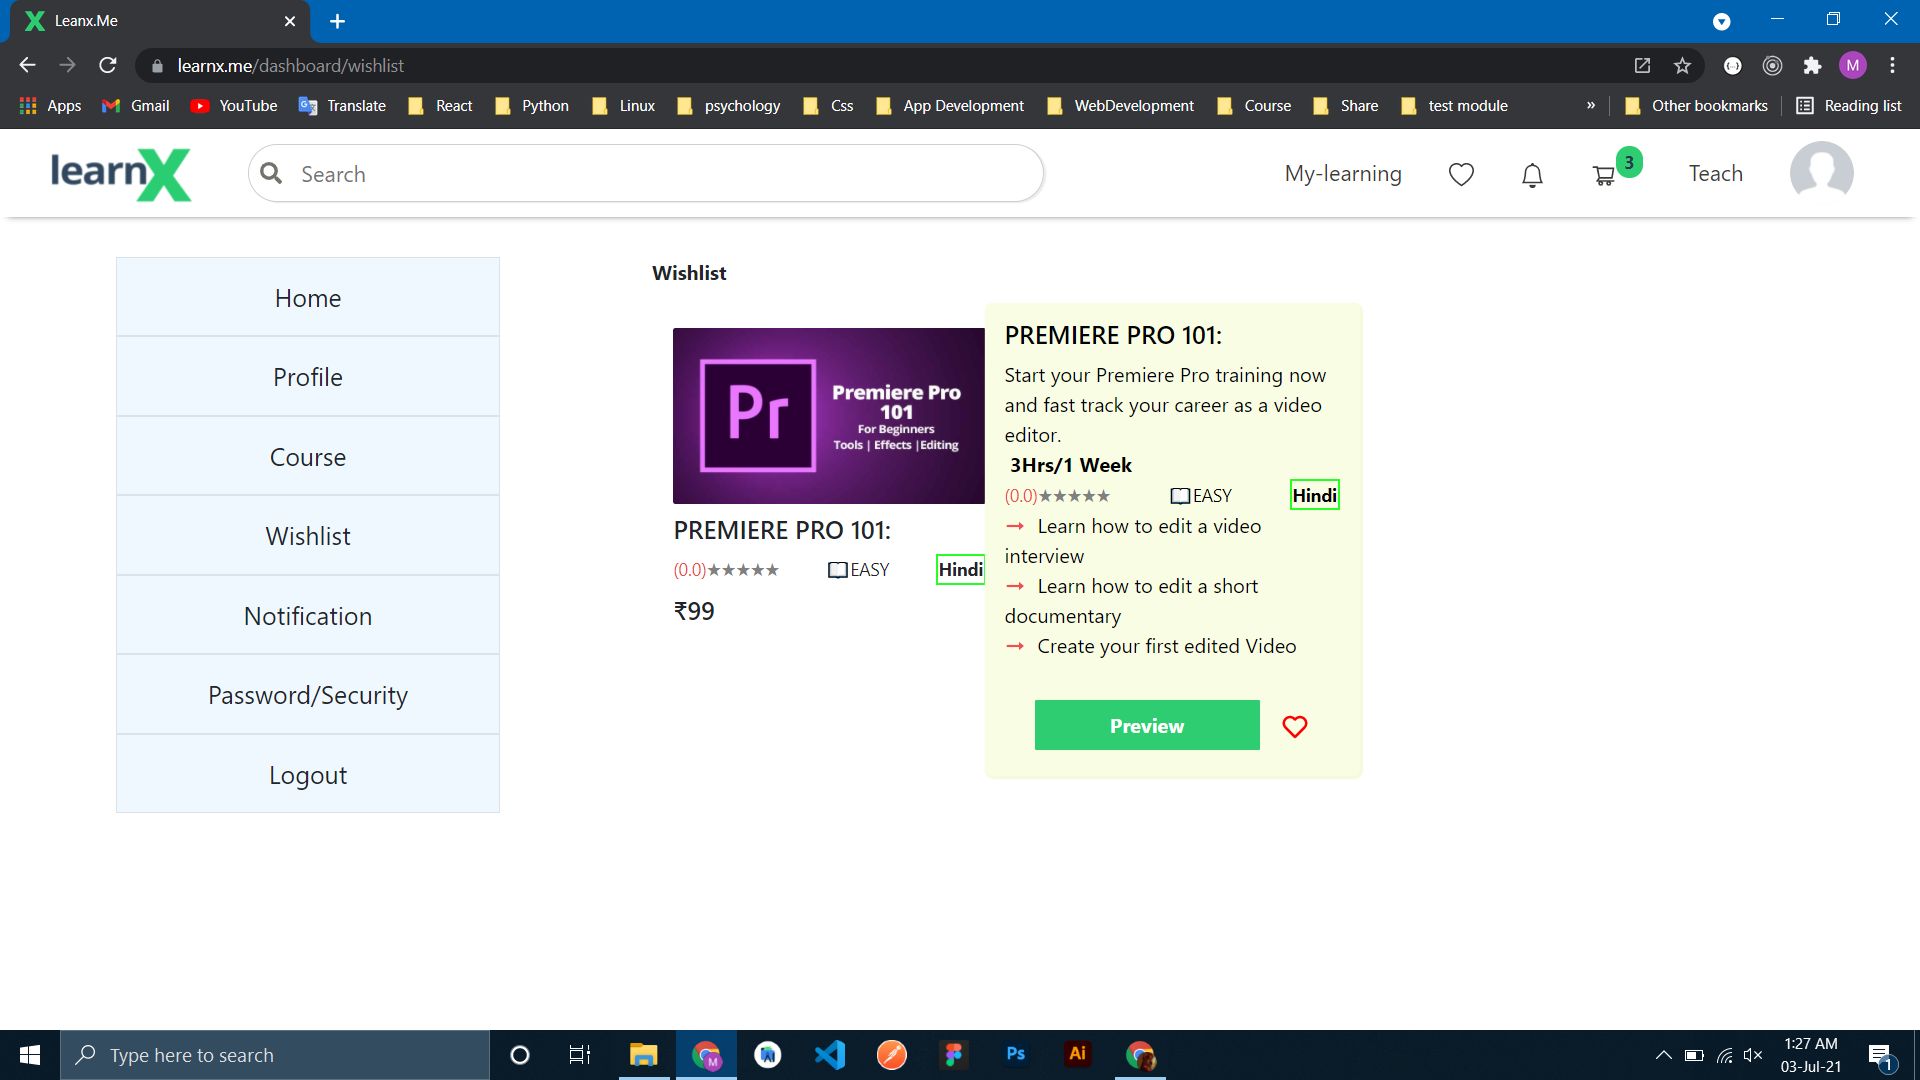 Leanx.Me
learnx.me/dashboard/wishlist
M
Apps
Gmail
YouTube
Translate
React
Python
Linux
psychology
Css
App Development
WebDevelopment
Course
Share
test module
»
Other bookmarks
Reading list
learnX
Search
My-learning
3
Teach
Home
Profile
Course
Wishlist
Notification
Password/Security
Logout
Wishlist
Pr
Premiere Pro
101
For Beginners
Tools | Effects |Editing
PREMIERE PRO 101:
(0.0)★★★★★
EASY
Hindi
₹99
PREMIERE PRO 101:
Start your Premiere Pro training now
and fast track your career as a video
editor.
3Hrs/1 Week
(0.0)★★★★★
EASY
Hindi
→ Learn how to edit a video
interview
→ Learn how to edit a short
documentary
→ Create your first edited Video
Preview
Type here to search
M
Ps
Ai
1:27 AM
03-Jul-21
1